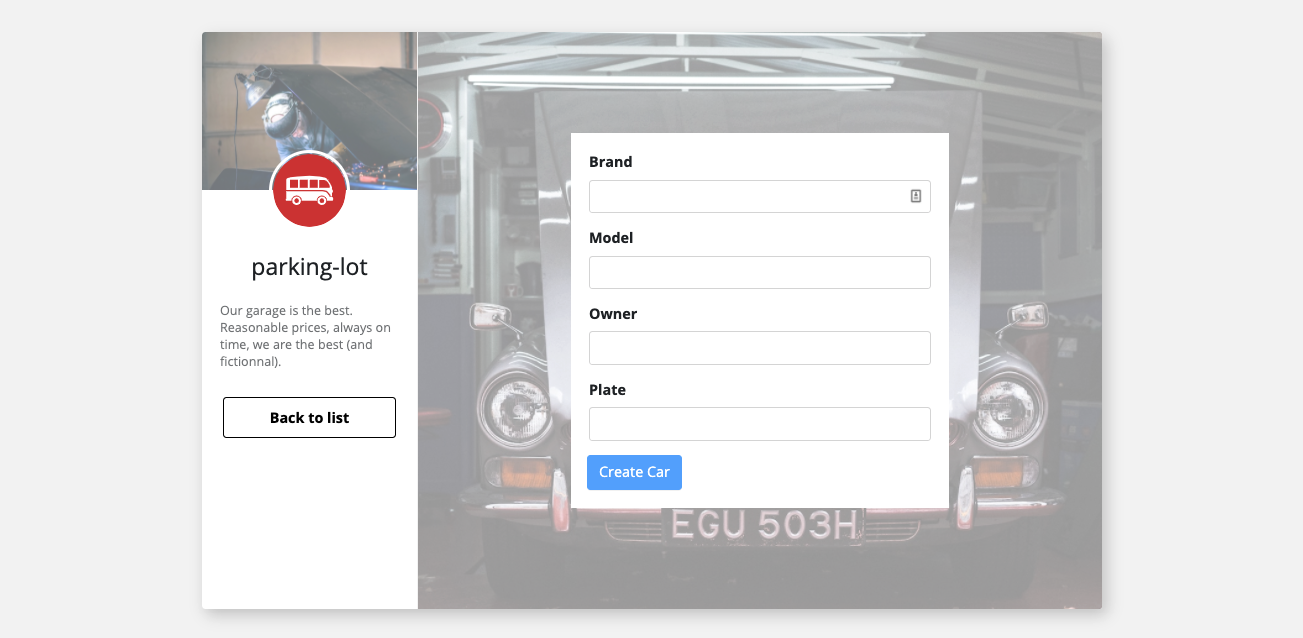 parking-lot
Our garage is the best.
Reasonable prices, always on
time, we are the best (and
fictionnal).
Back to list
Brand
Model
Owner
Plate
Create Car
EGU 503H